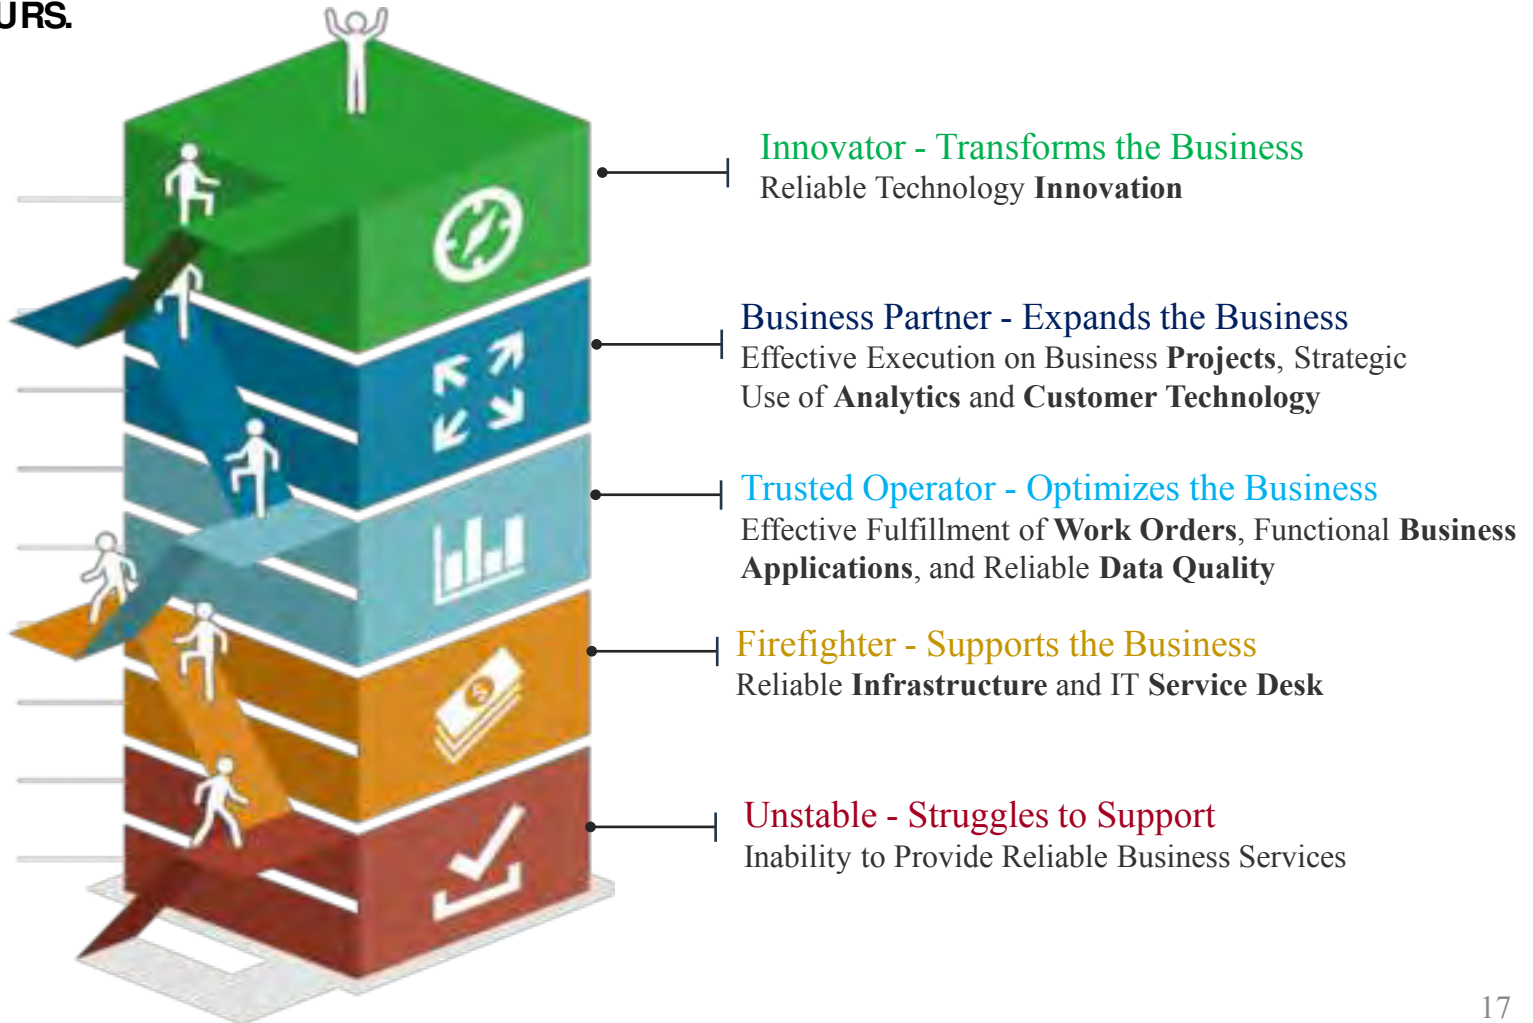 URS.
Innovator - Transforms the Business
Reliable Technology Innovation
Business Partner - Expands the Business
Effective Execution on Business Projects, Strategic
Use of Analytics and Customer Technology
Trusted Operator - Optimizes the Business
Effective Fulfillment of Work Orders, Functional Business
Applications, and Reliable Data Quality
Firefighter - Supports the Business
Reliable Infrastructure and IT Service Desk
Unstable - Struggles to Support
Inability to Provide Reliable Business Services
17